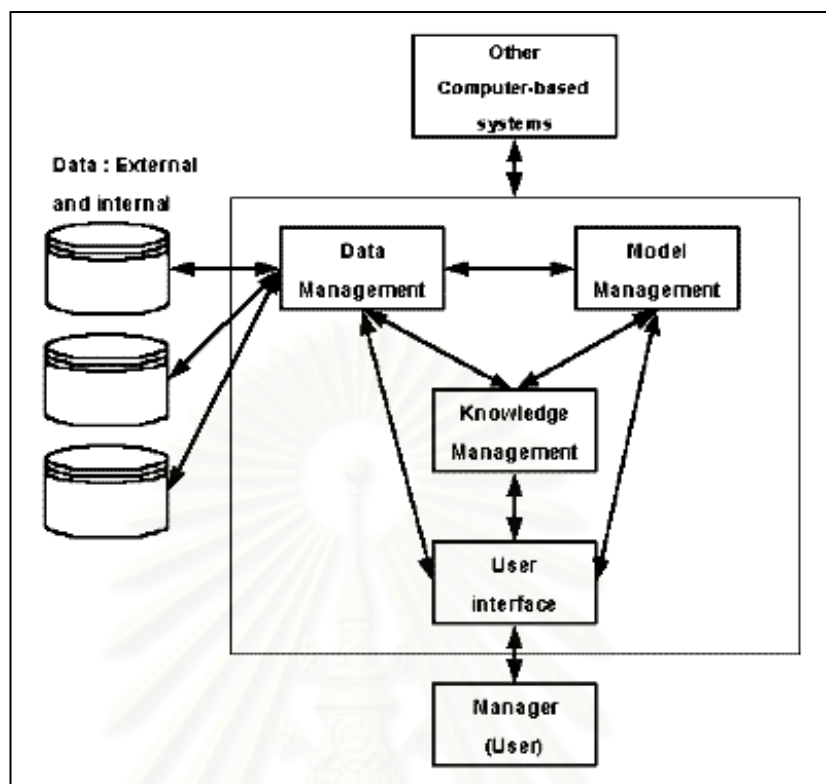 Other
Computer-based
systems
Data : External
and internal
Data
Management
Model
Management
Knowledge
Management
User
interface
Manager
(User)